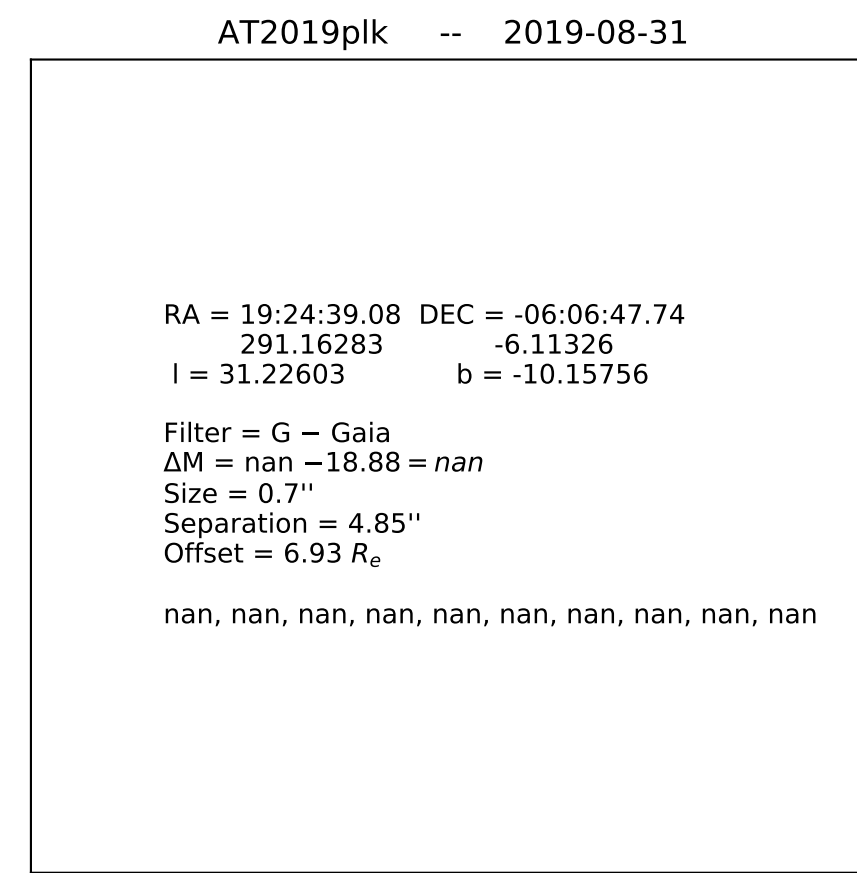 AT2019plk -- 2019-08-31
RA = 19:24:39.08 DEC = -06:06:47.74
291.16283 -6.11326
l = 31.22603 b = -10.15756
Filter = G − Gaia
ΔM = nan −18.88 = nan
Size = 0.7''
Separation = 4.85''
Offset = 6.93 Re
nan, nan, nan, nan, nan, nan, nan, nan, nan, nan